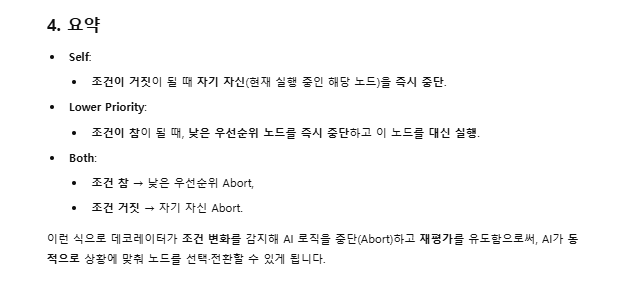 4. 요약
• Self:
• 조건이 거짓이 될 때 자기 자신(현재 실행 중인 해당 노드)을 즉시 중단.
• Lower Priority:
• 조건이 참이 될 때, 낮은 우선순위 노드를 즉시 중단하고 이 노드를 대신 실행.
• Both:
• 조건 참 → 낮은 우선순위 Abort,
• 조건 거짓 → 자기 자신 Abort.
이런 식으로 데코레이터가 조건 변화를 감지해 AI 로직을 중단(Abort)하고 재평가를 유도함으로써, AI가 동
적으로 상황에 맞춰 노드를 선택·전환할 수 있게 됩니다.